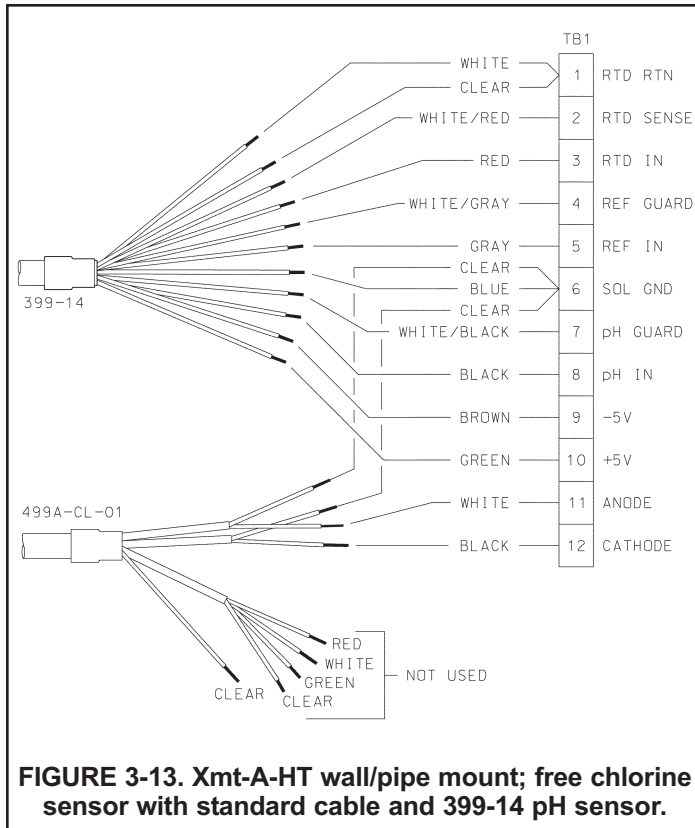 TB1
WHITE
CLEAR
1 RTD RTN
WHITE/RED 2 RTD SENSE
RED 3 RTD IN
WHITE/GRAY 4 REF GUARD
GRAY 5 REF IN
CLEAR
BLUE 6 SOL GND
CLEAR
WHITE/BLACK 7 pH GUARD
BLACK 8 pH IN
BROWN 9 -5V
GREEN 10 +5V
WHITE 11 ANODE
BLACK 12 CATHODE
399-14
499A-CL-01
RED
WHITE
GREEN
CLEAR
CLEAR
NOT USED
FIGURE 3-13. Xmt-A-HT wall/pipe mount; free chlorine
sensor with standard cable and 399-14 pH sensor.